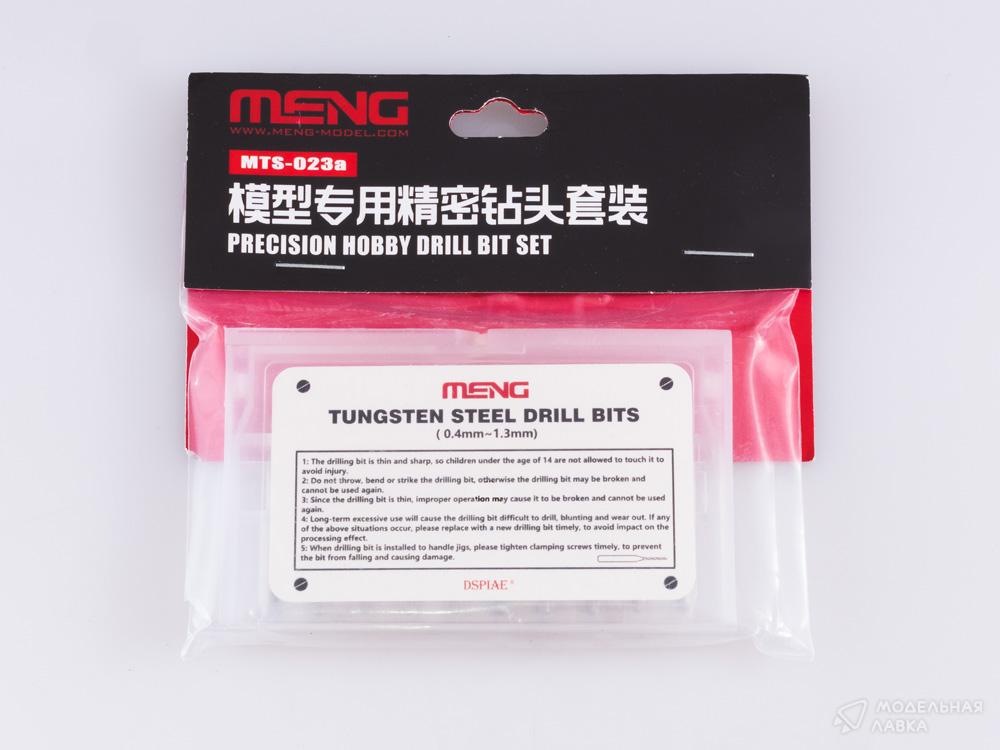 MENG
WWW.MENG-MODEL.COM
MTS-023a
模型专用精密钻头套装
PRECISION HOBBY DRILL BIT SET
MENG
TUNGSTEN STEEL DRILL BITS
( 0.4mm~1.3mm)
1: The drilling bit is thin and sharp, so children under the age of 14 are not allowed to touch it to
avoid injury.
2: Do not throw, bend or strike the drilling bit, otherwise the drilling bit may be broken and
cannot be used again.
3: Since the drilling bit is thin, improper operation may cause it to be broken and cannot be used
again.
4: Long-term excessive use will cause the drilling bit difficult to drill, blunting and wear out. If any
of the above situations occur, please replace with a new drilling bit timely, to avoid impact on the
processing effect.
5: When drilling bit is installed to handle jigs, please tighten clamping screws timely, to prevent
the bit from falling and causing damage.
DSPIAE®
МОДЕЛЬНАЯ
ЛАВКА